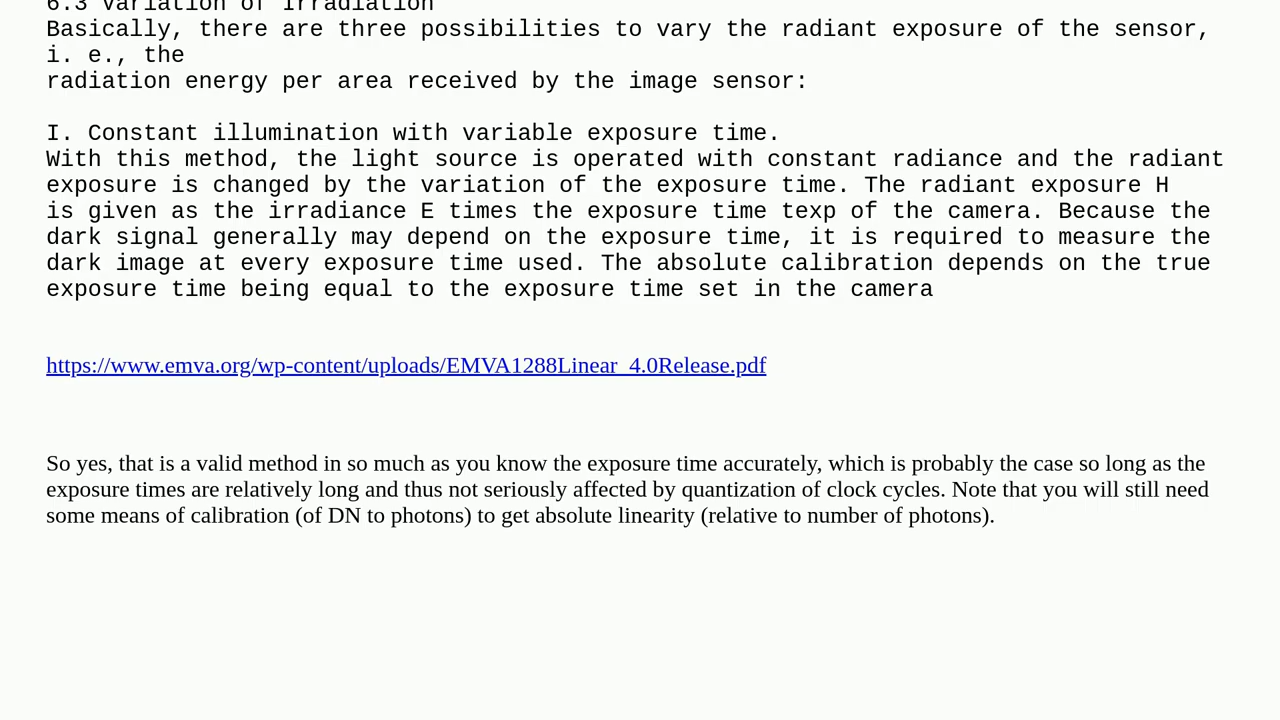 6.3 Variation of Irradiation
Basically, there are three possibilities to vary the radiant exposure of the sensor,
i. e., the
radiation energy per area received by the image sensor:
I. Constant illumination with variable exposure time.
With this method, the light source is operated with constant radiance and the radiant
exposure is changed by the variation of the exposure time. The radiant exposure H
is given as the irradiance E times the exposure time texp of the camera. Because the
dark signal generally may depend on the exposure time, it is required to measure the
dark image at every exposure time used. The absolute calibration depends on the true
exposure time being equal to the exposure time set in the camera
https://www.emva.org/wp-content/uploads/EMVA1288Linear_4.0Release.pdf
So yes, that is a valid method in so much as you know the exposure time accurately, which is probably the case so long as the
exposure times are relatively long and thus not seriously affected by quantization of clock cycles. Note that you will still need
some means of calibration (of DN to photons) to get absolute linearity (relative to number of photons).